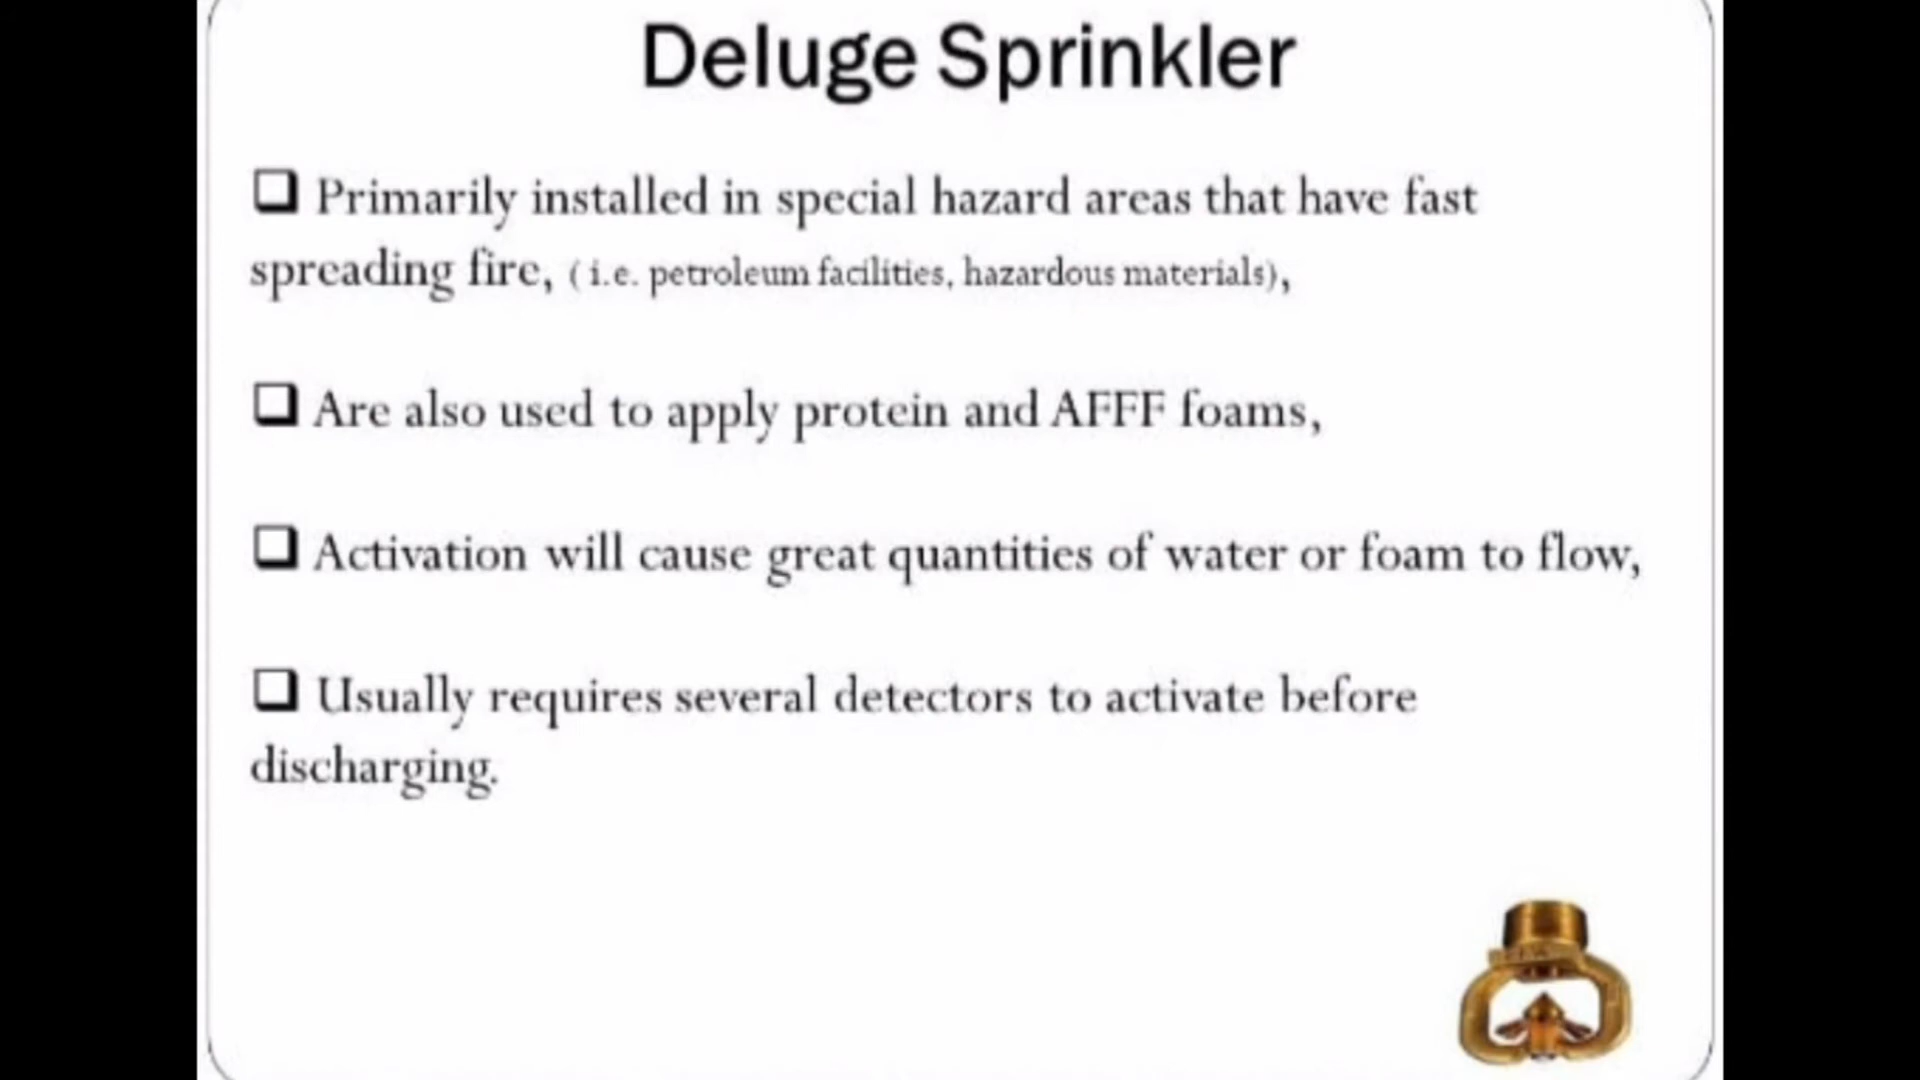 Deluge Sprinkler
❑ Primarily installed in special hazard areas that have fast
spreading fire, ( i.e. petroleum facilities, hazardous materials),
❑ Are also used to apply protein and AFFF foams,
❑ Activation will cause great quantities of water or foam to flow,
❑ Usually requires several detectors to activate before
discharging.